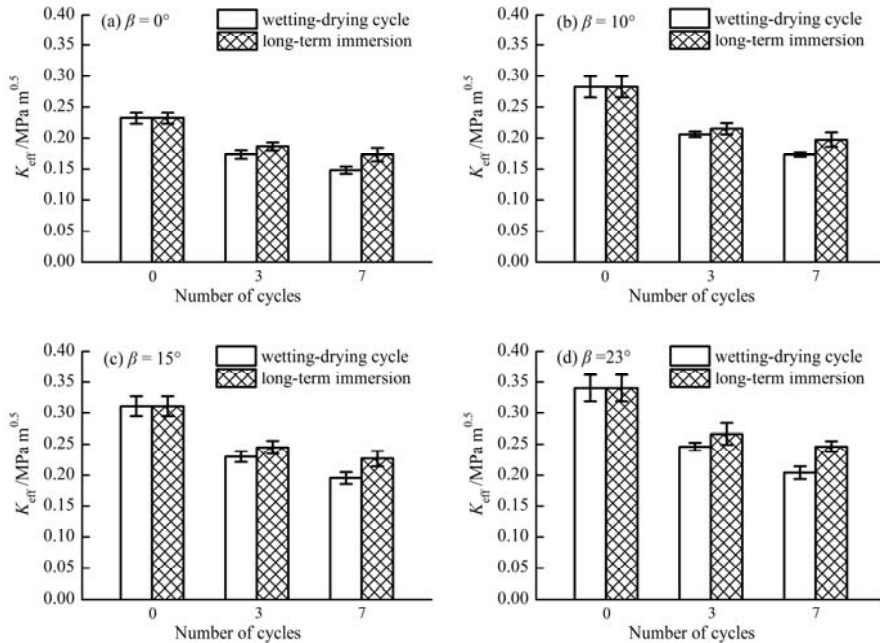 (a) β = 0°
wetting-drying cycle
long-term immersion
K_eff /MPa m^0.5
0.40
0.35
0.30
0.25
0.20
0.15
0.10
0.05
0.00
0 3 7
Number of cycles
(b) β = 10°
wetting-drying cycle
long-term immersion
K_eff /MPa m^0.5
0.40
0.35
0.30
0.25
0.20
0.15
0.10
0.05
0.00
0 3 7
Number of cycles
(c) β = 15°
wetting-drying cycle
long-term immersion
K_eff /MPa m^0.5
0.40
0.35
0.30
0.25
0.20
0.15
0.10
0.05
0.00
0 3 7
Number of cycles
(d) β =23°
wetting-drying cycle
long-term immersion
K_eff /MPa m^0.5
0.40
0.35
0.30
0.25
0.20
0.15
0.10
0.05
0.00
0 3 7
Number of cycles